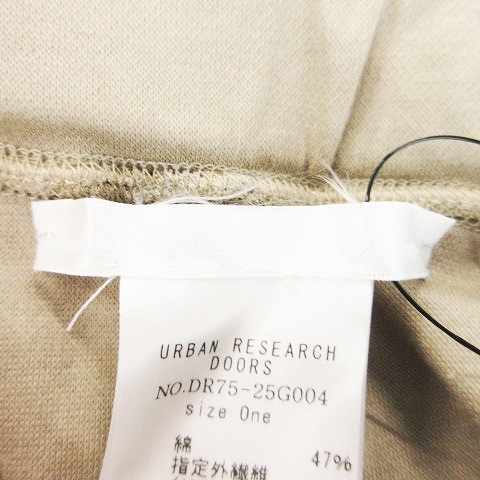 URBAN RESEARCH
DOORS
NO.DR75-25G004
size One
綿 47%
指定外繊維